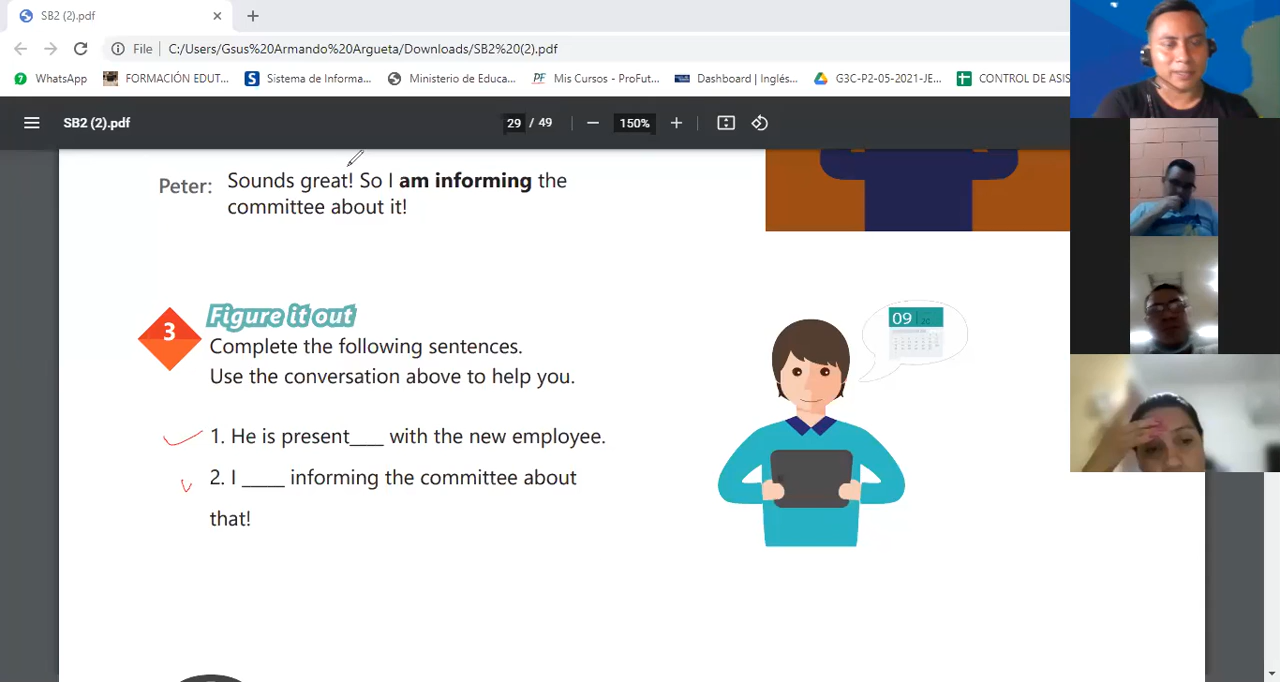 SB2 (2).pdf
File
C:/Users/Gsus%20Armando%20Argueta/Downloads/SB2%20(2).pdf
WhatsApp
FORMACIÓN EDUT...
Sistema de Informa...
Ministerio de Educa...
Mis Cursos - ProFut...
Dashboard | Inglés...
G3C-P2-05-2021-JE...
CONTROL DE ASIS
SB2 (2).pdf
29 / 49
150%
Peter: Sounds great! So I am informing the
committee about it!
3
Figure it out
Complete the following sentences.
Use the conversation above to help you.
1. He is present____ with the new employee.
2. I _____ informing the committee about
that!
09